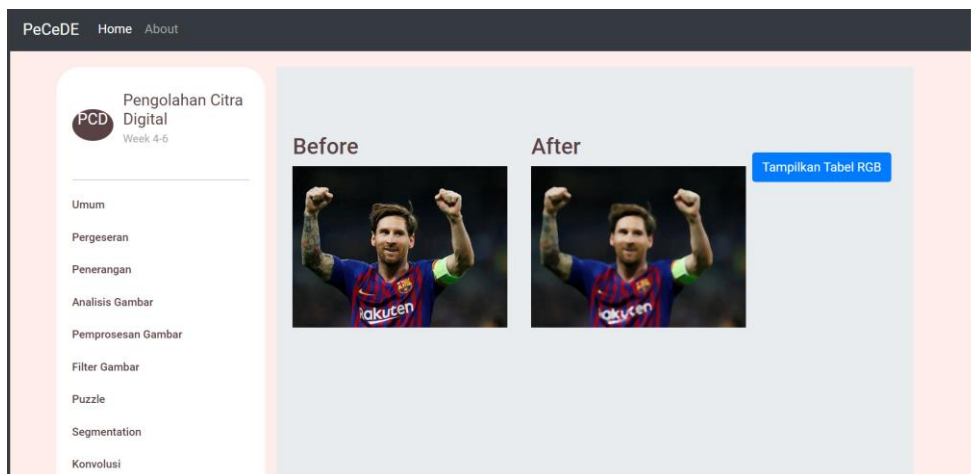 PeCeDE Home About
PCD
Pengolahan Citra
Digital
Week 4-6
Umum
Pergeseran
Penerangan
Analisis Gambar
Pemprosesan Gambar
Filter Gambar
Puzzle
Segmentation
Konvolusi
Before
After
Tampilkan Tabel RGB
Rakuten